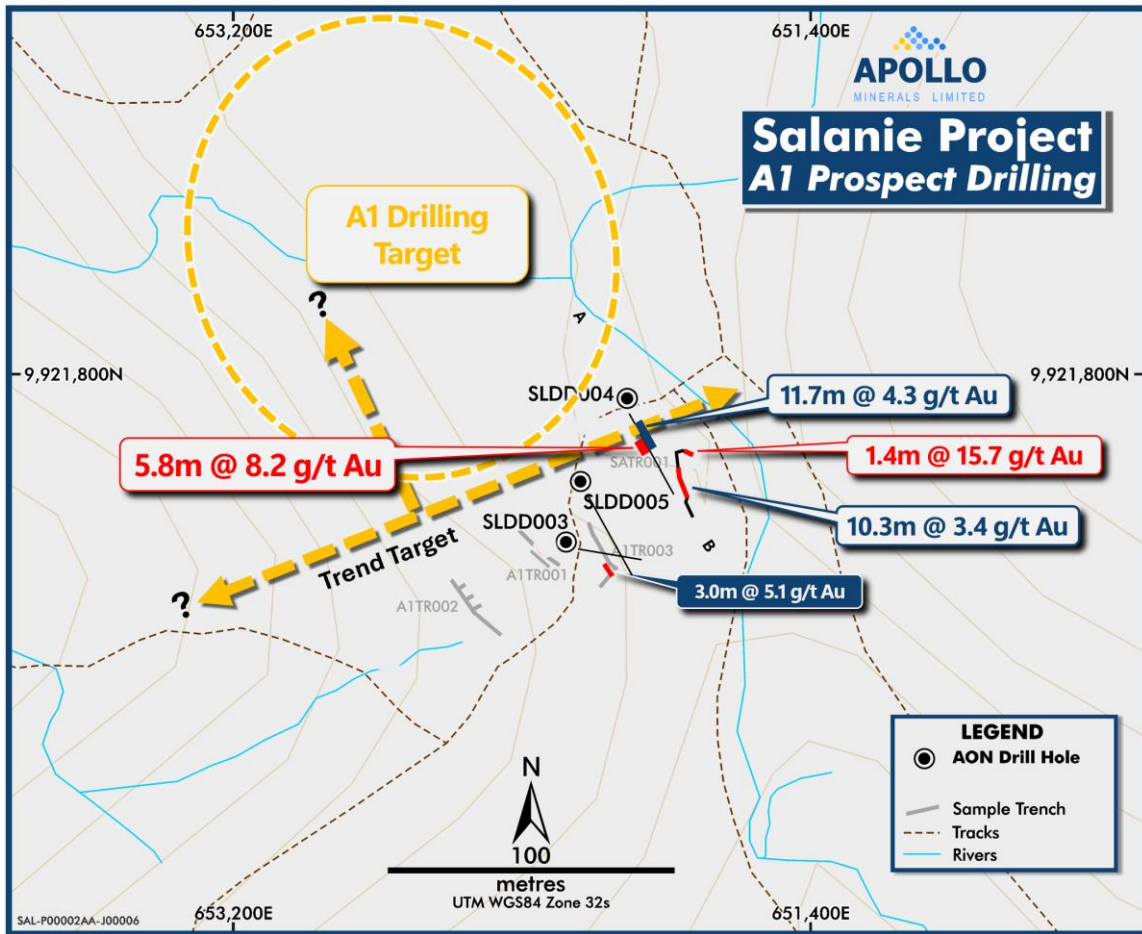 653,200E
651,400E
APOLLO
MINERALS LIMITED
Salanie Project
A1 Prospect Drilling
A1 Drilling
Target
?
A
9,921,800N
9,921,800N
SLDD004
11.7m @ 4.3 g/t Au
5.8m @ 8.2 g/t Au
SATR001
1.4m @ 15.7 g/t Au
SLDD005
10.3m @ 3.4 g/t Au
SLDD003
B
Trend Target
A1TR003
A1TR001
3.0m @ 5.1 g/t Au
?
A1TR002
LEGEND
AON Drill Hole
Sample Trench
Tracks
Rivers
N
100
metres
UTM WGS84 Zone 32s
SAL-P00002AA-J00006
653,200E
651,400E